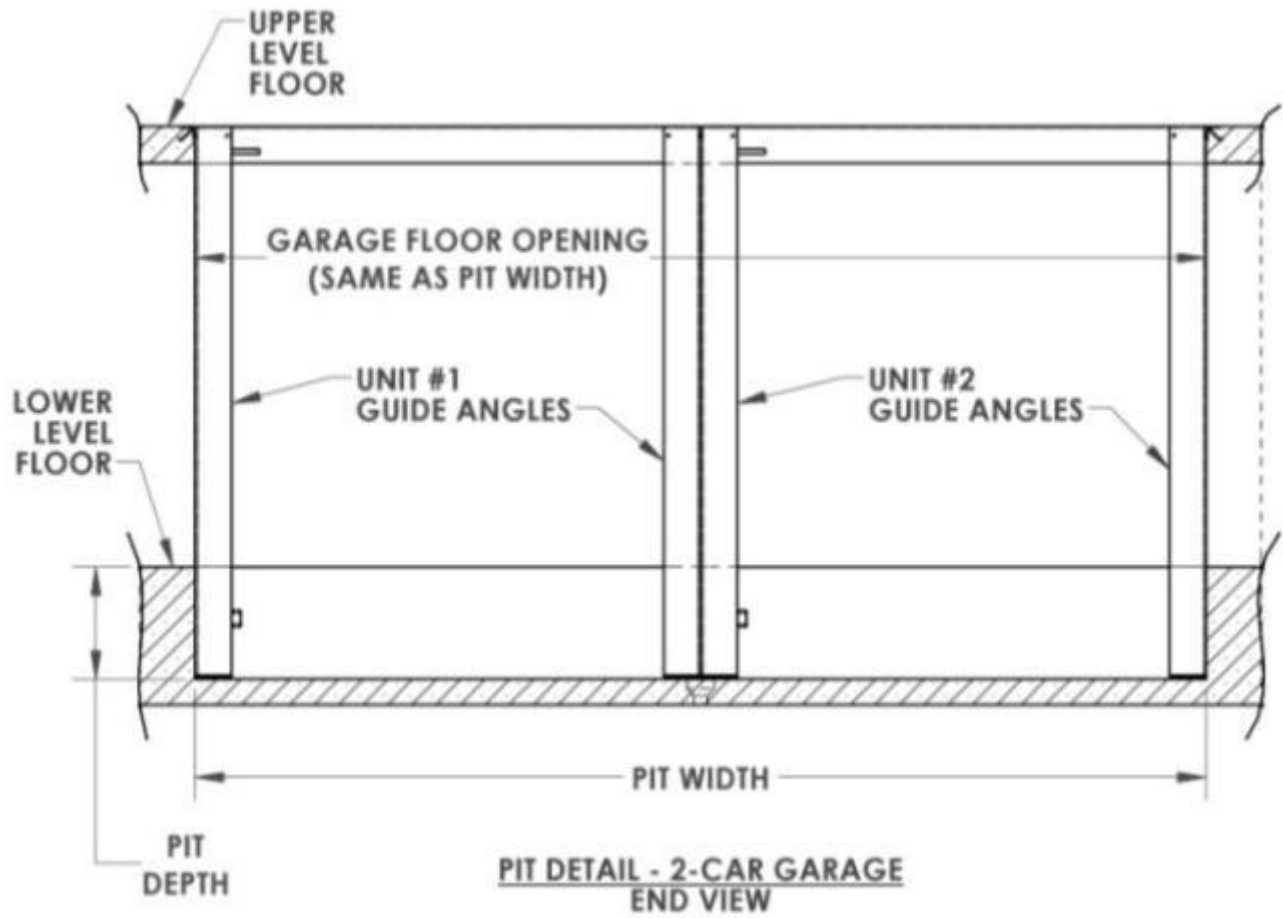 UPPER
LEVEL
FLOOR
GARAGE FLOOR OPENING
(SAME AS PIT WIDTH)
UNIT #1
GUIDE ANGLES
UNIT #2
GUIDE ANGLES
LOWER
LEVEL
FLOOR
PIT WIDTH
PIT
DEPTH
PIT DETAIL - 2-CAR GARAGE
END VIEW